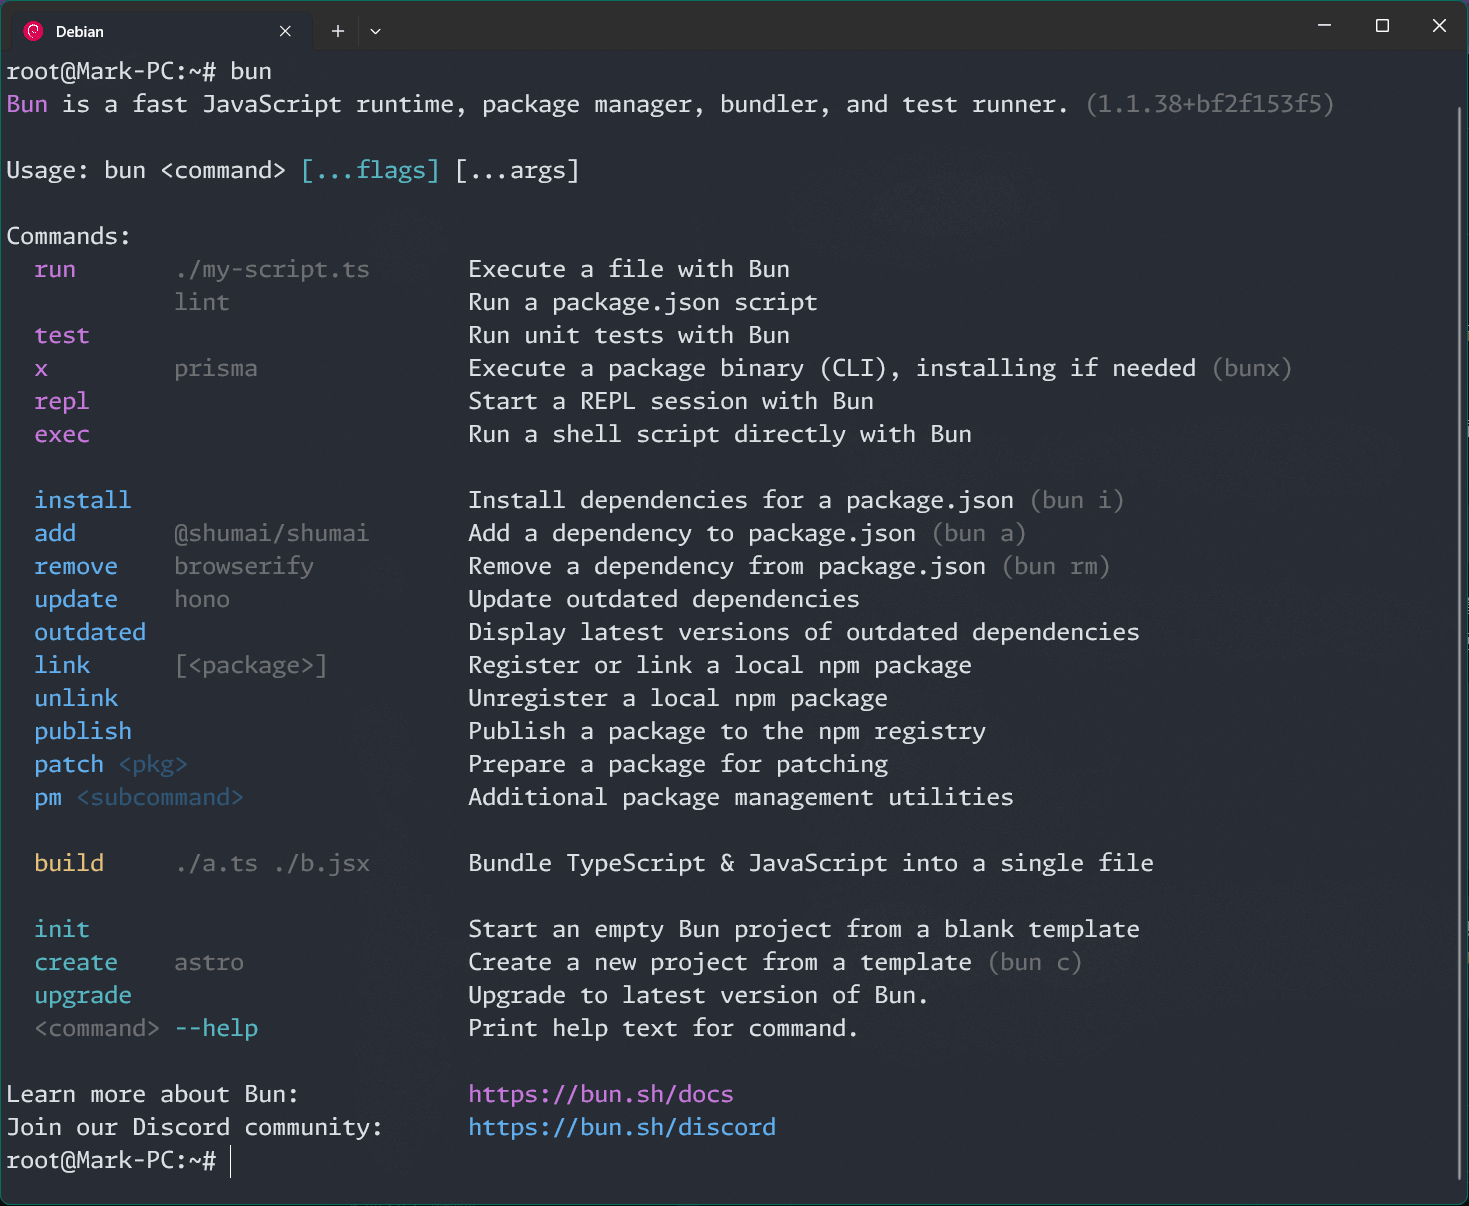 Debian
root@Mark-PC:~# bun
Bun is a fast JavaScript runtime, package manager, bundler, and test runner. (1.1.38+bf2f153f5)
Usage: bun <command> [...flags] [...args]
Commands:
run ./my-script.ts Execute a file with Bun
lint Run a package.json script
test Run unit tests with Bun
x prisma Execute a package binary (CLI), installing if needed (bunx)
repl Start a REPL session with Bun
exec Run a shell script directly with Bun
install Install dependencies for a package.json (bun i)
add @shumai/shumai Add a dependency to package.json (bun a)
remove browserify Remove a dependency from package.json (bun rm)
update hono Update outdated dependencies
outdated Display latest versions of outdated dependencies
link [<package>] Register or link a local npm package
unlink Unregister a local npm package
publish Publish a package to the npm registry
patch <pkg> Prepare a package for patching
pm <subcommand> Additional package management utilities
build ./a.ts ./b.jsx Bundle TypeScript & JavaScript into a single file
init Start an empty Bun project from a blank template
create astro Create a new project from a template (bun c)
upgrade Upgrade to latest version of Bun.
<command> --help Print help text for command.
Learn more about Bun: https://bun.sh/docs
Join our Discord community: https://bun.sh/discord
root@Mark-PC:~#